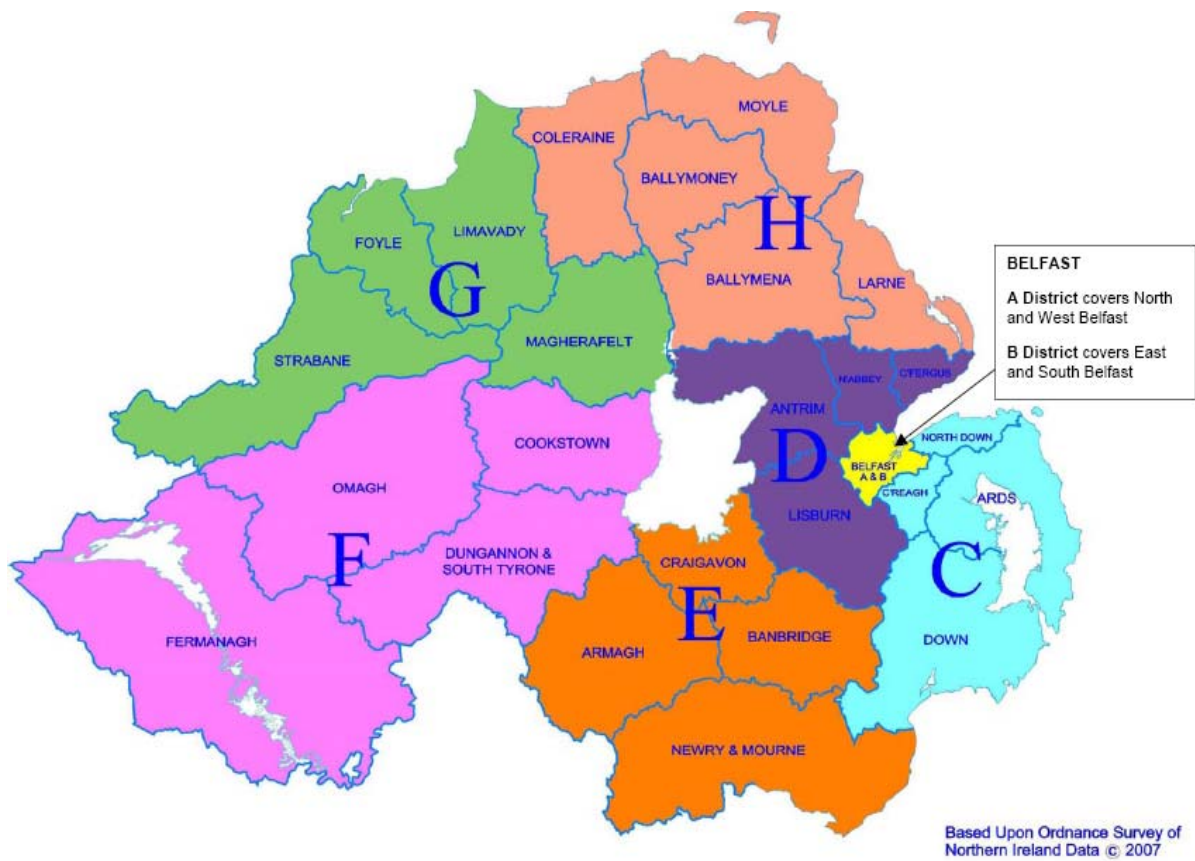 MOYLE
COLERAINE
BALLYMONEY
H
LIMAVADY
FOYLE
G
BALLYMENA
LARNE
BELFAST
A District covers North
and West Belfast
B District covers East
and South Belfast
STRABANE
MAGHERAFELT
N'ABBEY
C'FERGUS
ANTRIM
D
COOKSTOWN
NORTH DOWN
BELFAST
A & B
C'REAGH
ARDS
OMAGH
LISBURN
F
DUNGANNON &
SOUTH TYRONE
CRAIGAVON
C
E
FERMANAGH
ARMAGH
BANBRIDGE
DOWN
NEWRY & MOURNE
Based Upon Ordnance Survey of
Northern Ireland Data © 2007